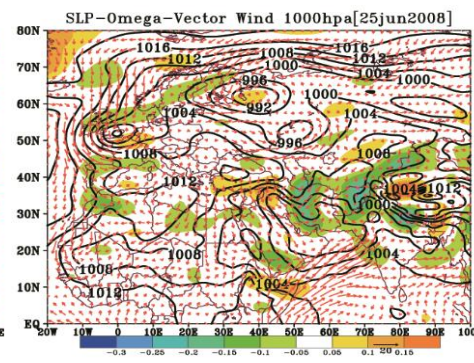 SLP-Omega-Vector Wind 1000hpa[25jun2008]
80N
1016
1008
1016
1012
1012
1000
1004
70N
996
1000
1000
60N
992
1004
1004
50N
996
1008
1008
40N
1012
1004
1012
30N
1000
20N
1008
1008
1004
1004
10N
1012
EQ
20W
10W
0
10E
20E
30E
40E
50E
60E
70E
80E
90E
-0.3
-0.25
-0.2
-0.15
-0.1
-0.05
0.05
0.1
20
0.15